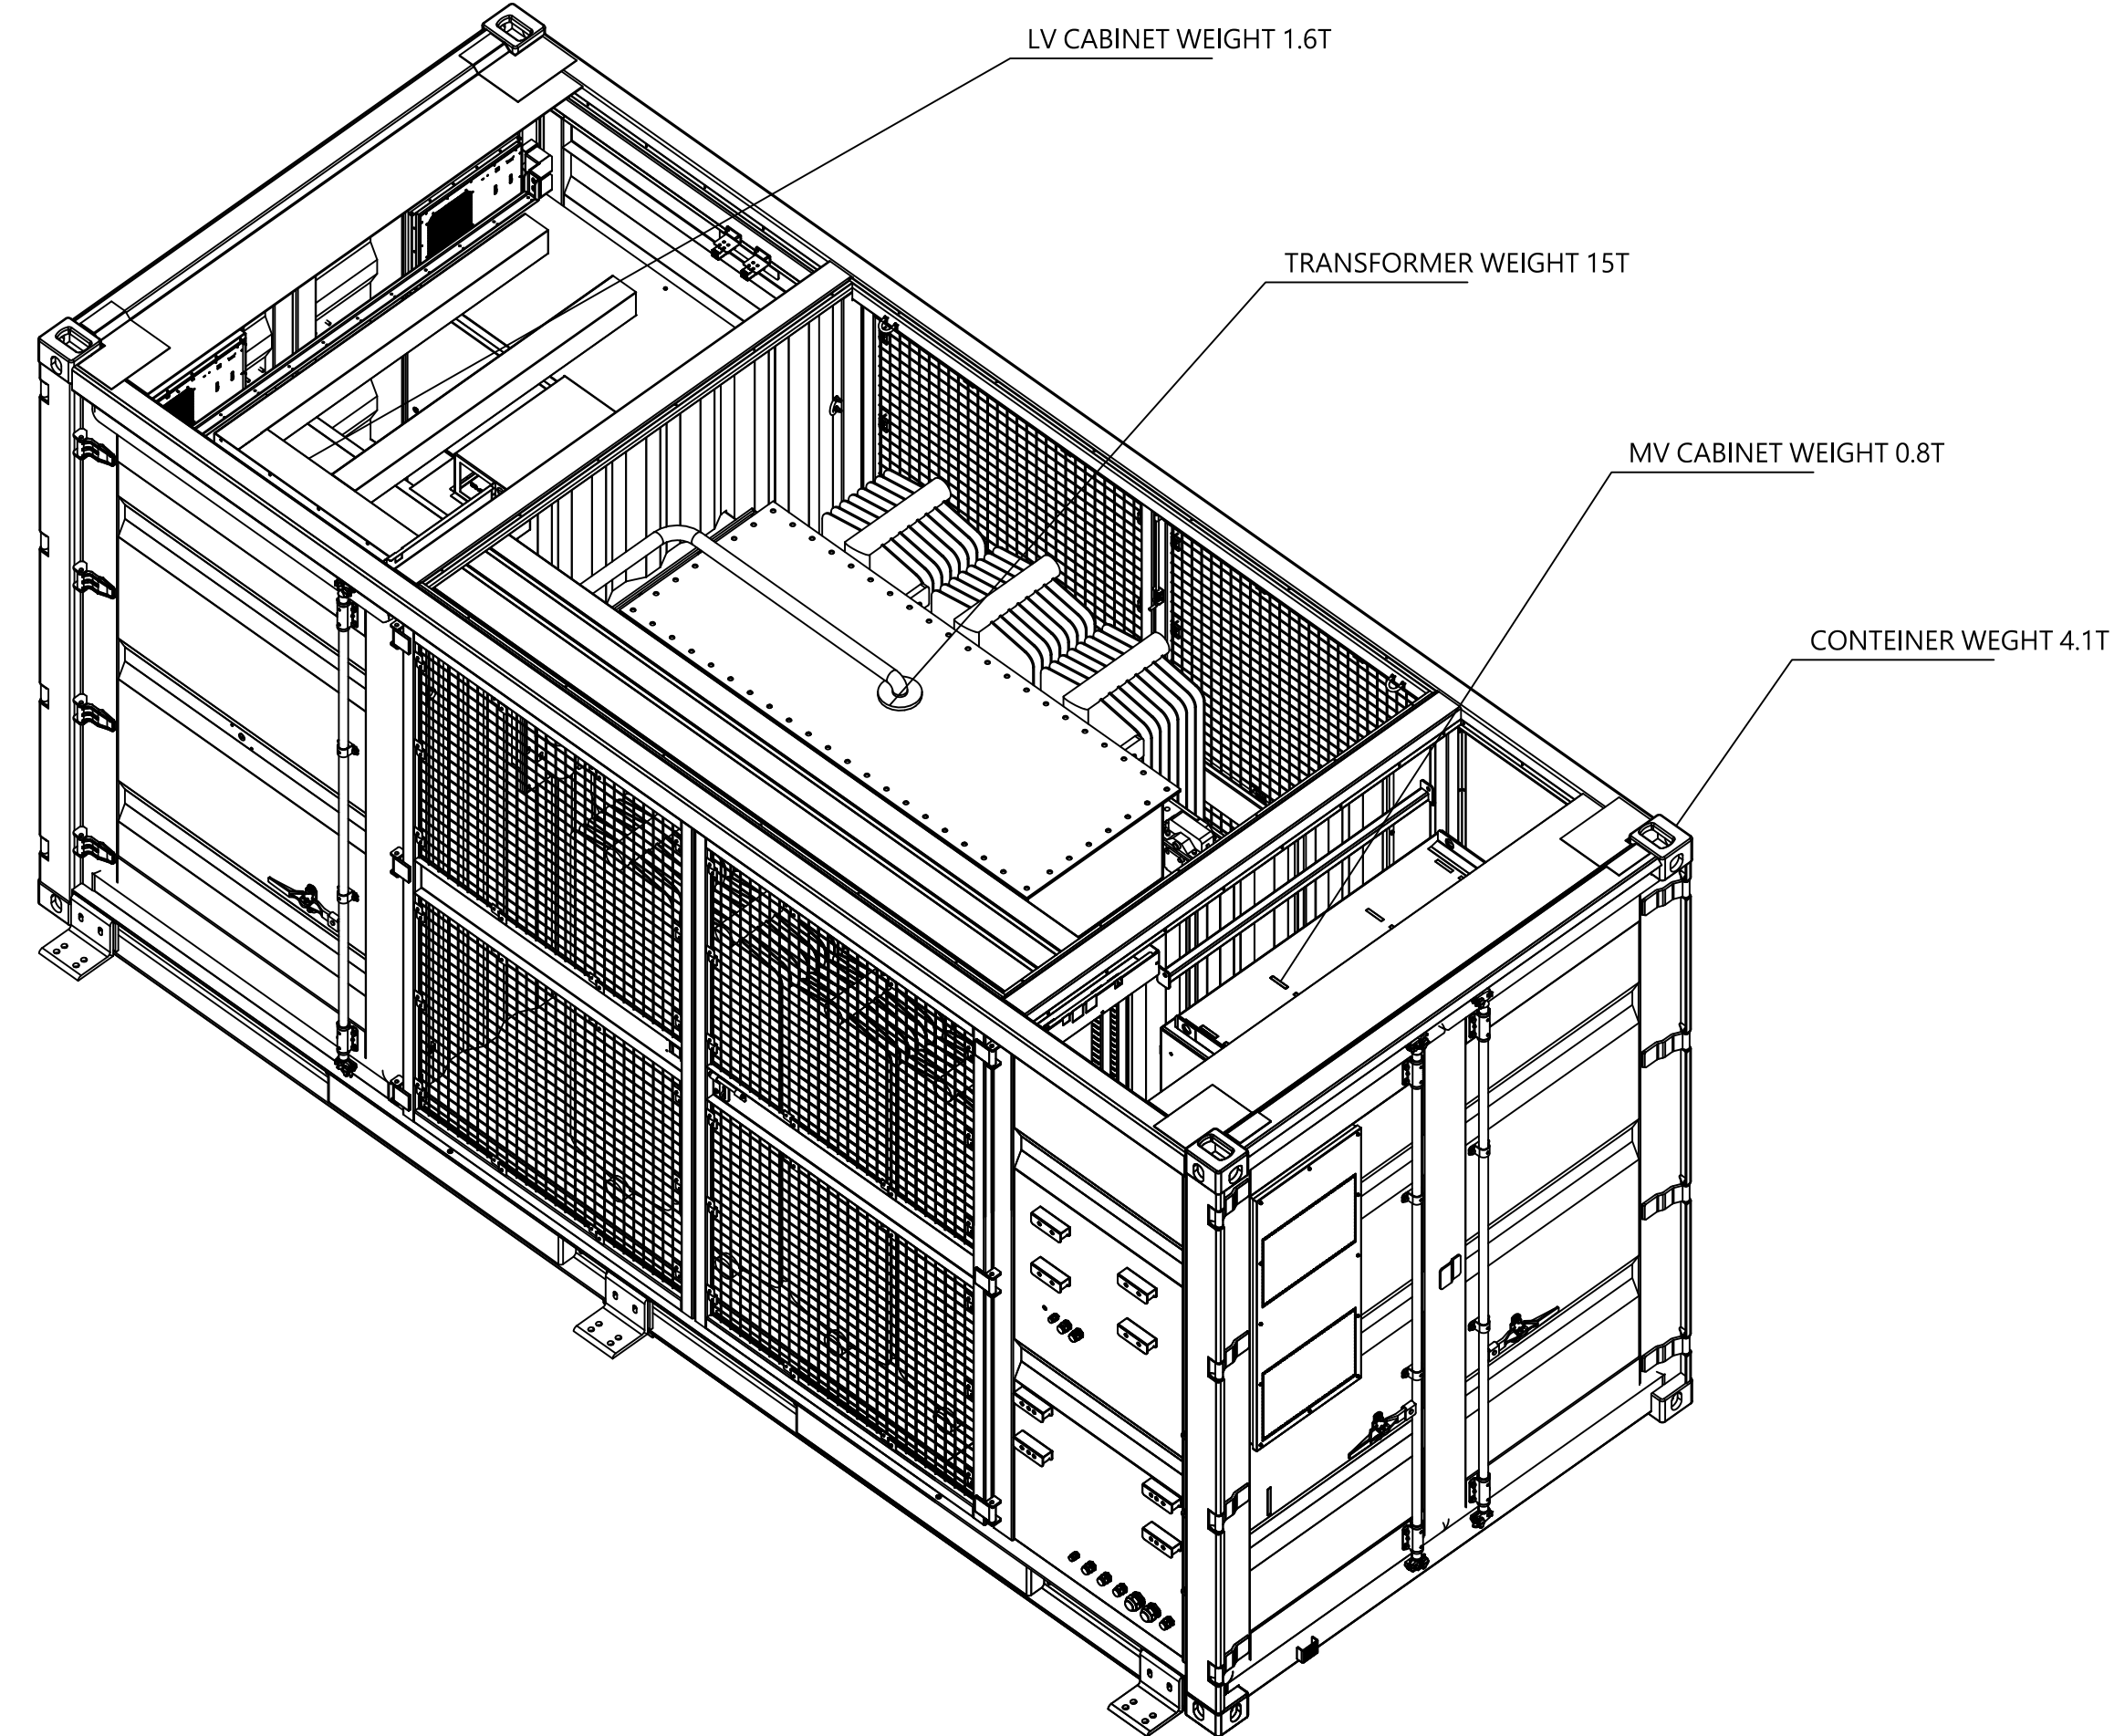 LV CABINET WEIGHT 1.6T
TRANSFORMER WEIGHT 15T
MV CABINET WEIGHT 0.8T
CONTEINER WEGHT 4.1T